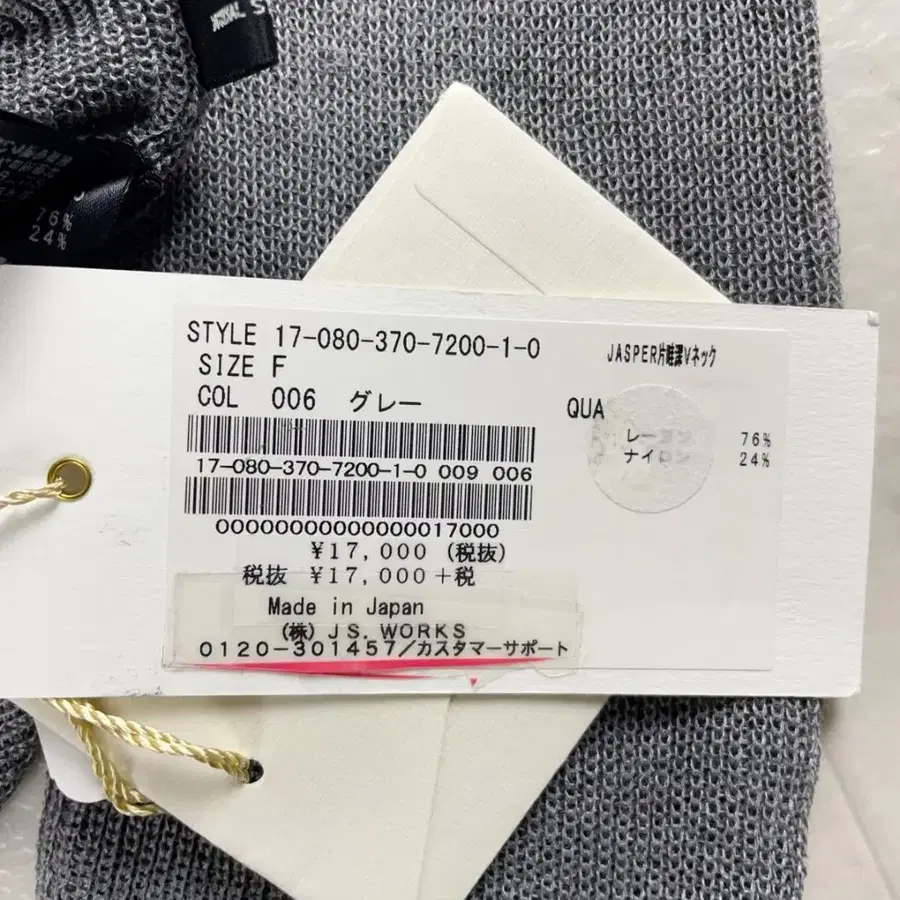 76%
24%
STYLE 17-080-370-7200-1-0
JASPER片畦深Vネック
SIZE F
COL 006 グレー
QUA
レーヨン 76%
ナイロン 24%
17-080-370-7200-1-0 009 006
00000000000000017000
¥17,000 (税抜)
税抜 ¥17,000+税
Made in Japan
(株) J.S. WORKS
0120-301457/カスタマーサポート